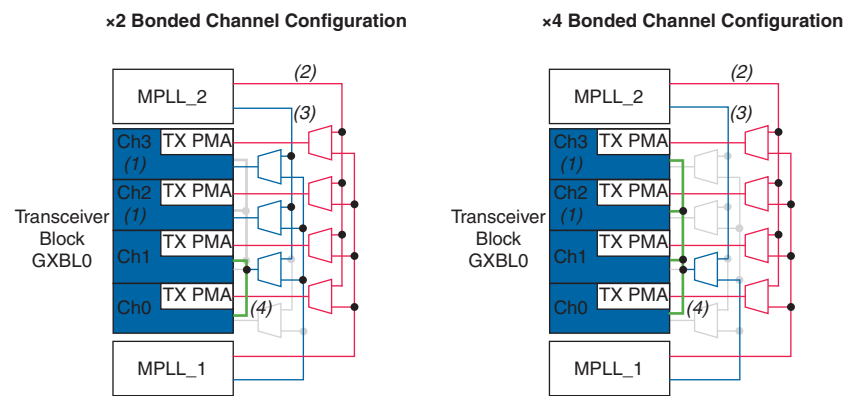 ×2 Bonded Channel Configuration
(2)
MPLL_2
(3)
Ch3
TX PMA
(1)
Ch2
TX PMA
(1)
Transceiver
Block
GXBL0
TX PMA
Ch1
TX PMA
Ch0
(4)
MPLL_1
×4 Bonded Channel Configuration
(2)
MPLL_2
(3)
Ch3
TX PMA
(1)
Ch2
TX PMA
(1)
Transceiver
Block
GXBL0
TX PMA
Ch1
TX PMA
Ch0
(4)
MPLL_1